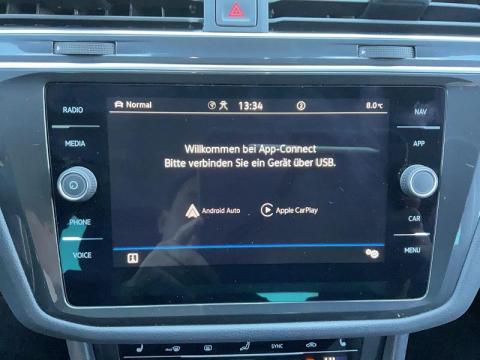 RADIO
MEDIA
PHONE
VOICE
Normal
13:34
8.0°C
Willkommen bei App-Connect
Bitte verbinden Sie ein Gerät über USB.
Android Auto
Apple CarPlay
NAV
APP
CAR
MENU
SYNC